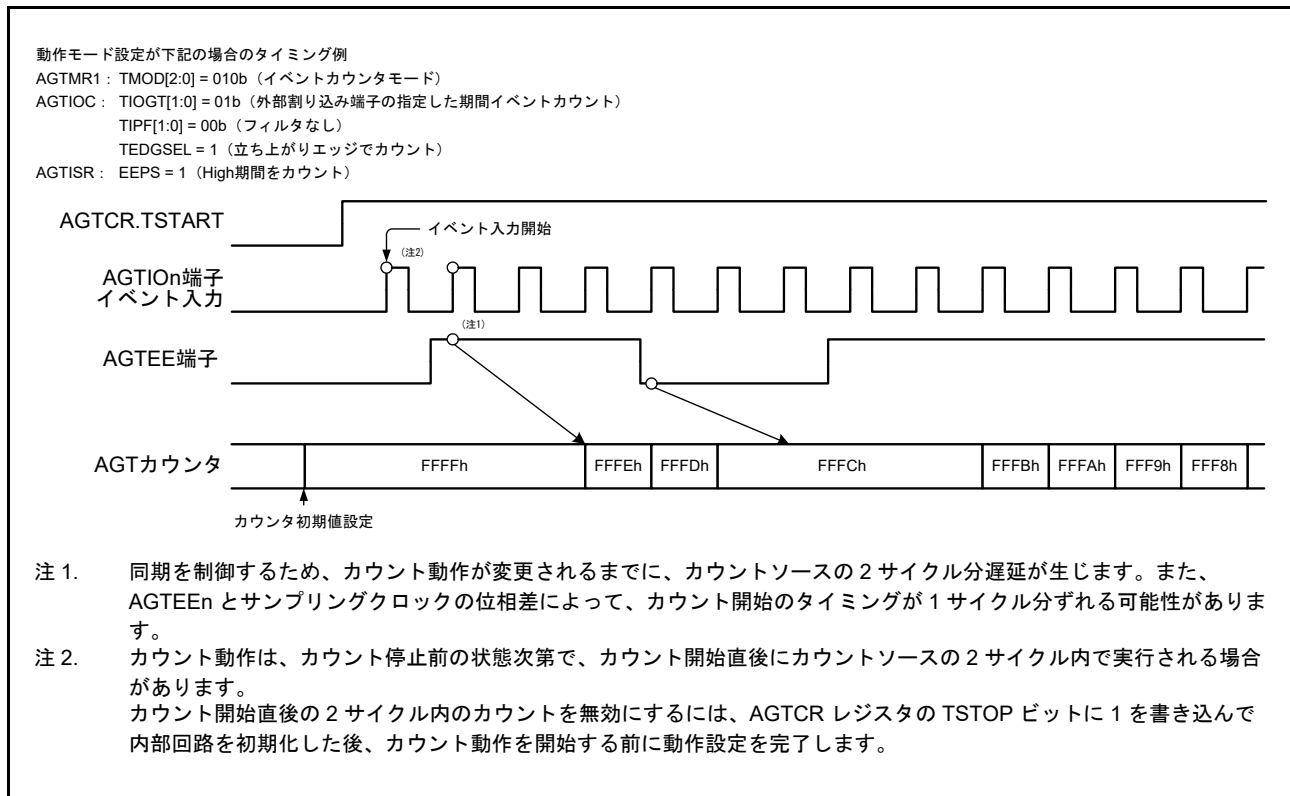 動作モード設定が下記の場合のタイミング例
AGTMR1 : TMOD[2:0] = 010b（イベントカウンタモード）
AGTIOC : TIOGT[1:0] = 01b（外部割り込み端子の指定した期間イベントカウント）
TIPF[1:0] = 00b（フィルタなし）
TEDGSEL = 1（立ち上がりエッジでカウント）
AGTISR : EEPS = 1（High期間をカウント）
AGTCR.TSTART
イベント入力開始
（注2）
AGTIOn端子
イベント入力
（注1）
AGTEE端子
AGTカウンタ
FFFFh FFFEh FFFDh FFFCh FFFBh FFFAh FFF9h FFF8h
カウンタ初期値設定
注 1. 同期を制御するため、カウント動作が変更されるまでに、カウントソースの 2 サイクル分遅延が生じます。また、
AGTEEn とサンプリングクロックの位相差によって、カウント開始のタイミングが 1 サイクル分ずれる可能性がありま
す。
注 2. カウント動作は、カウント停止前の状態次第で、カウント開始直後にカウントソースの 2 サイクル内で実行される場合
があります。
カウント開始直後の 2 サイクル内のカウントを無効にするには、AGTCR レジスタの TSTOP ビットに 1 を書き込んで
内部回路を初期化した後、カウント動作を開始する前に動作設定を完了します。